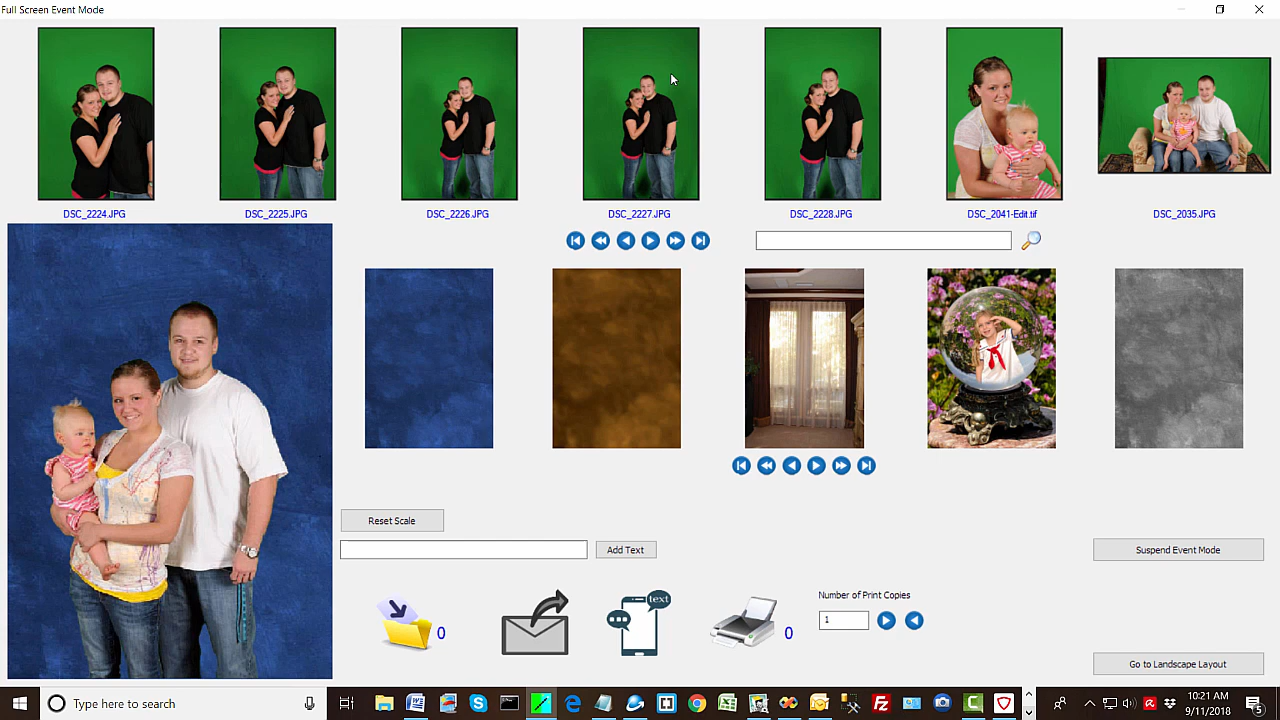 Full Screen Event Mode
DSC_2224.JPG
DSC_2225.JPG
DSC_2226.JPG
DSC_2227.JPG
DSC_2228.JPG
DSC_2041-Edit.tif
DSC_2035.JPG
Reset Scale
Add Text
Suspend Event Mode
0
text
0
Number of Print Copies
1
Go to Landscape Layout
Type here to search
10:21 AM
9/11/2018
5